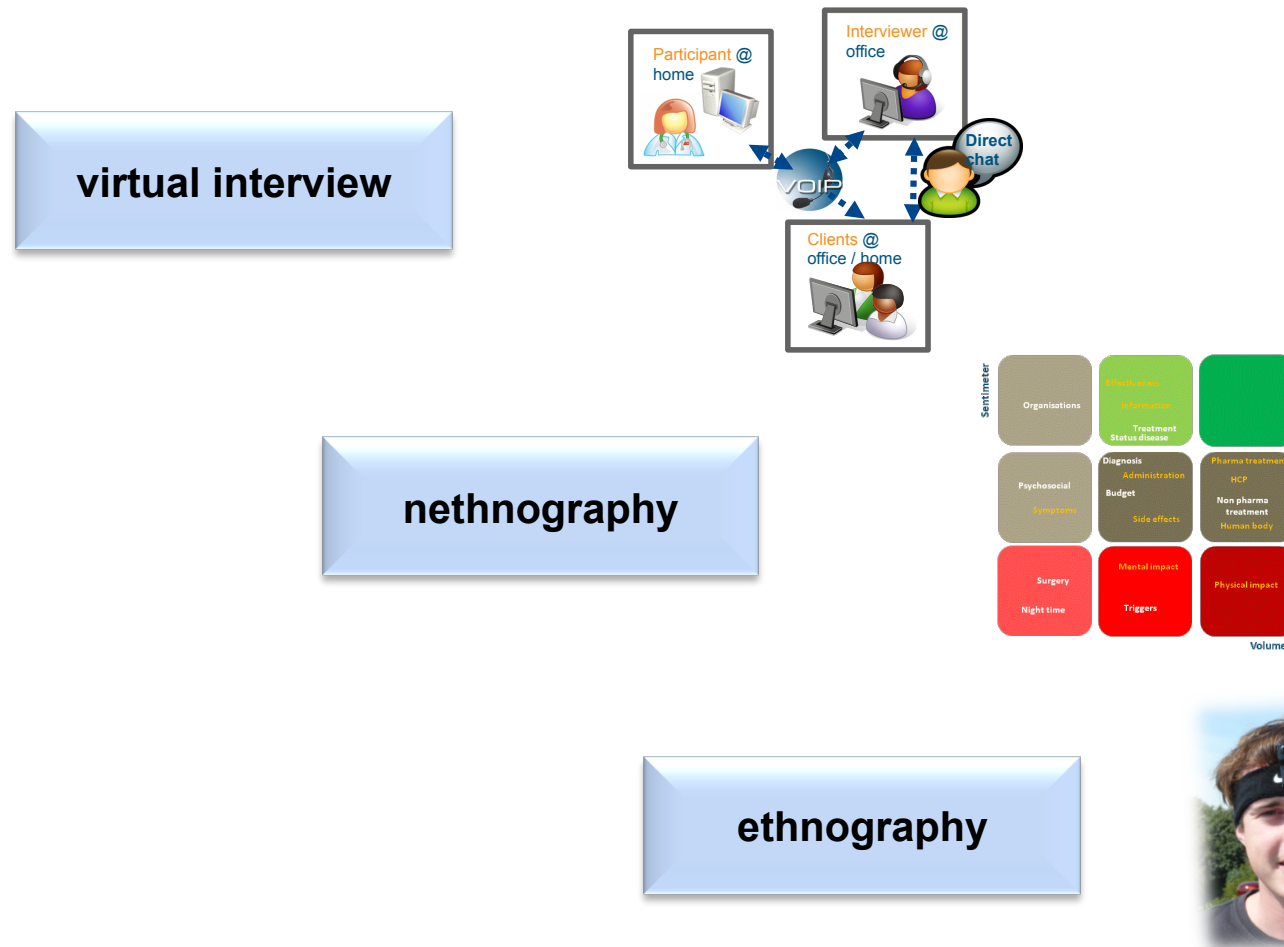 Participant @
home
Interviewer @
office
virtual interview
Direct
chat
VOIP
Clients @
office / home
Sentimeter
Organisations
Effectiveness
Information
Treatment
Status disease
nethnography
Psychosocial
Symptoms
Diagnosis
Administration
Budget
Side effects
Pharma treatmen
HCP
Non pharma
treatment
Human body
Surgery
Night time
Mental impact
Triggers
Physical impact
Volume
ethnography